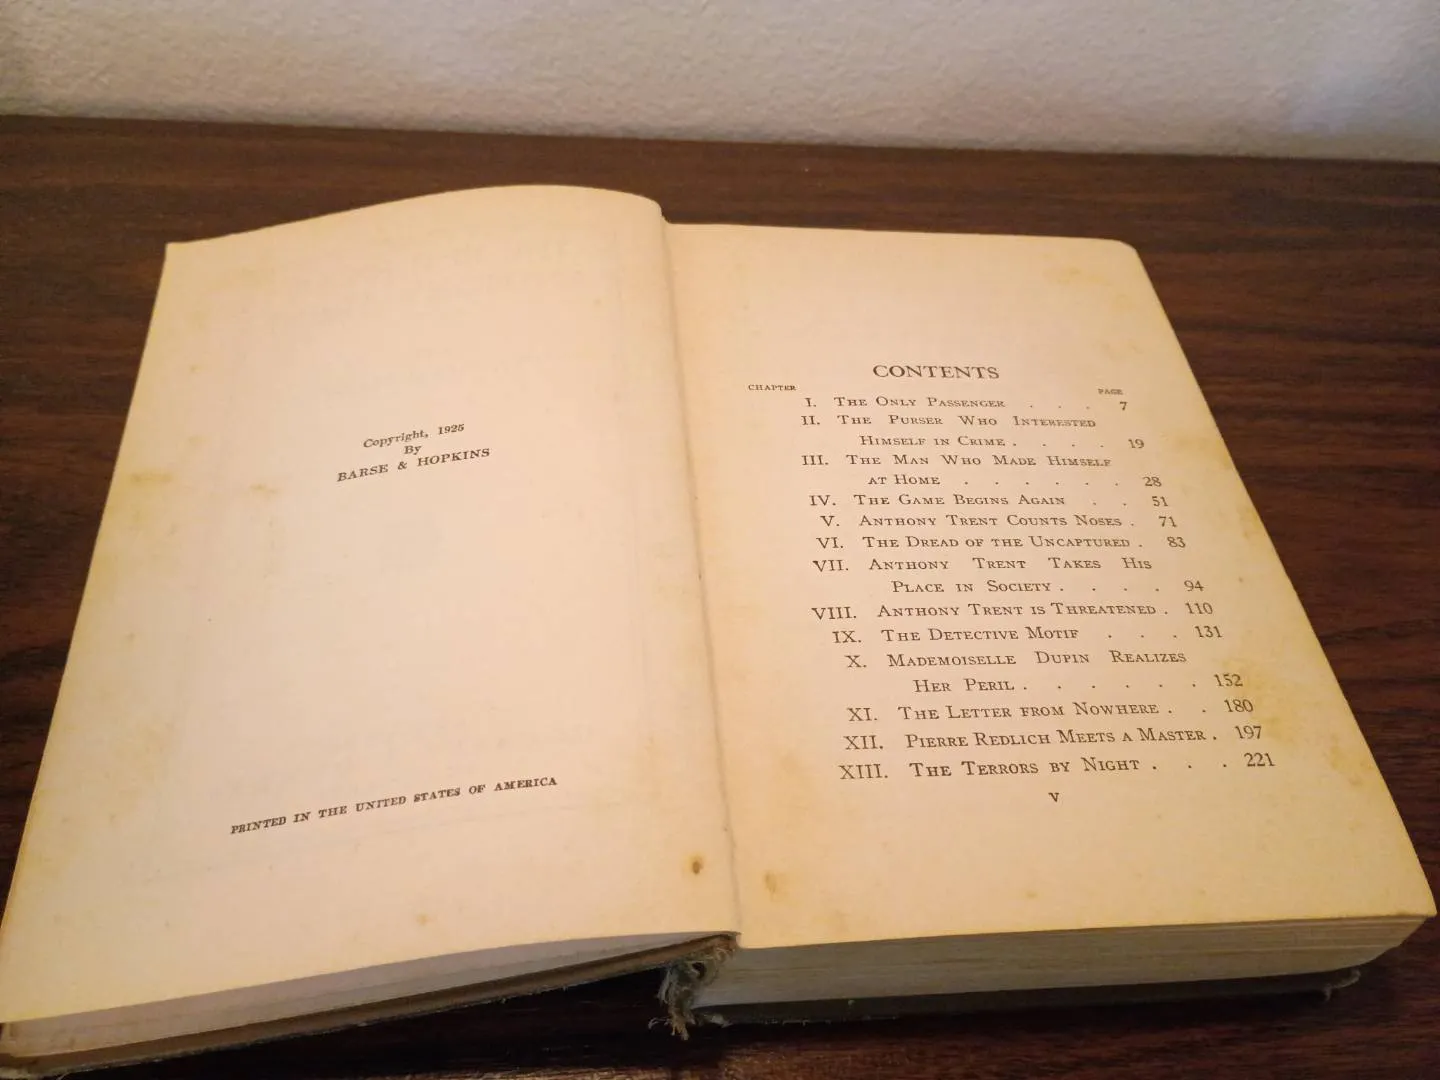 Copyright, 1925
By
BARSE & HOPKINS
PRINTED IN THE UNITED STATES OF AMERICA
CONTENTS
CHAPTER PAGE
I. THE ONLY PASSENGER . . . 7
II. THE PURSER WHO INTERESTED
HIMSELF IN CRIME . . . . 19
III. THE MAN WHO MADE HIMSELF
AT HOME . . . . . . 28
IV. THE GAME BEGINS AGAIN . . 51
V. ANTHONY TRENT COUNTS NOSES . 71
VI. THE DREAD OF THE UNCAPTURED . 83
VII. ANTHONY TRENT TAKES HIS
PLACE IN SOCIETY . . . . 94
VIII. ANTHONY TRENT IS THREATENED . 110
IX. THE DETECTIVE MOTIF . . . 131
X. MADEMOISELLE DUPIN REALIZES
HER PERIL . . . . . . 152
XI. THE LETTER FROM NOWHERE . . 180
XII. PIERRE REDLICH MEETS A MASTER . 197
XIII. THE TERRORS BY NIGHT . . . 221
v